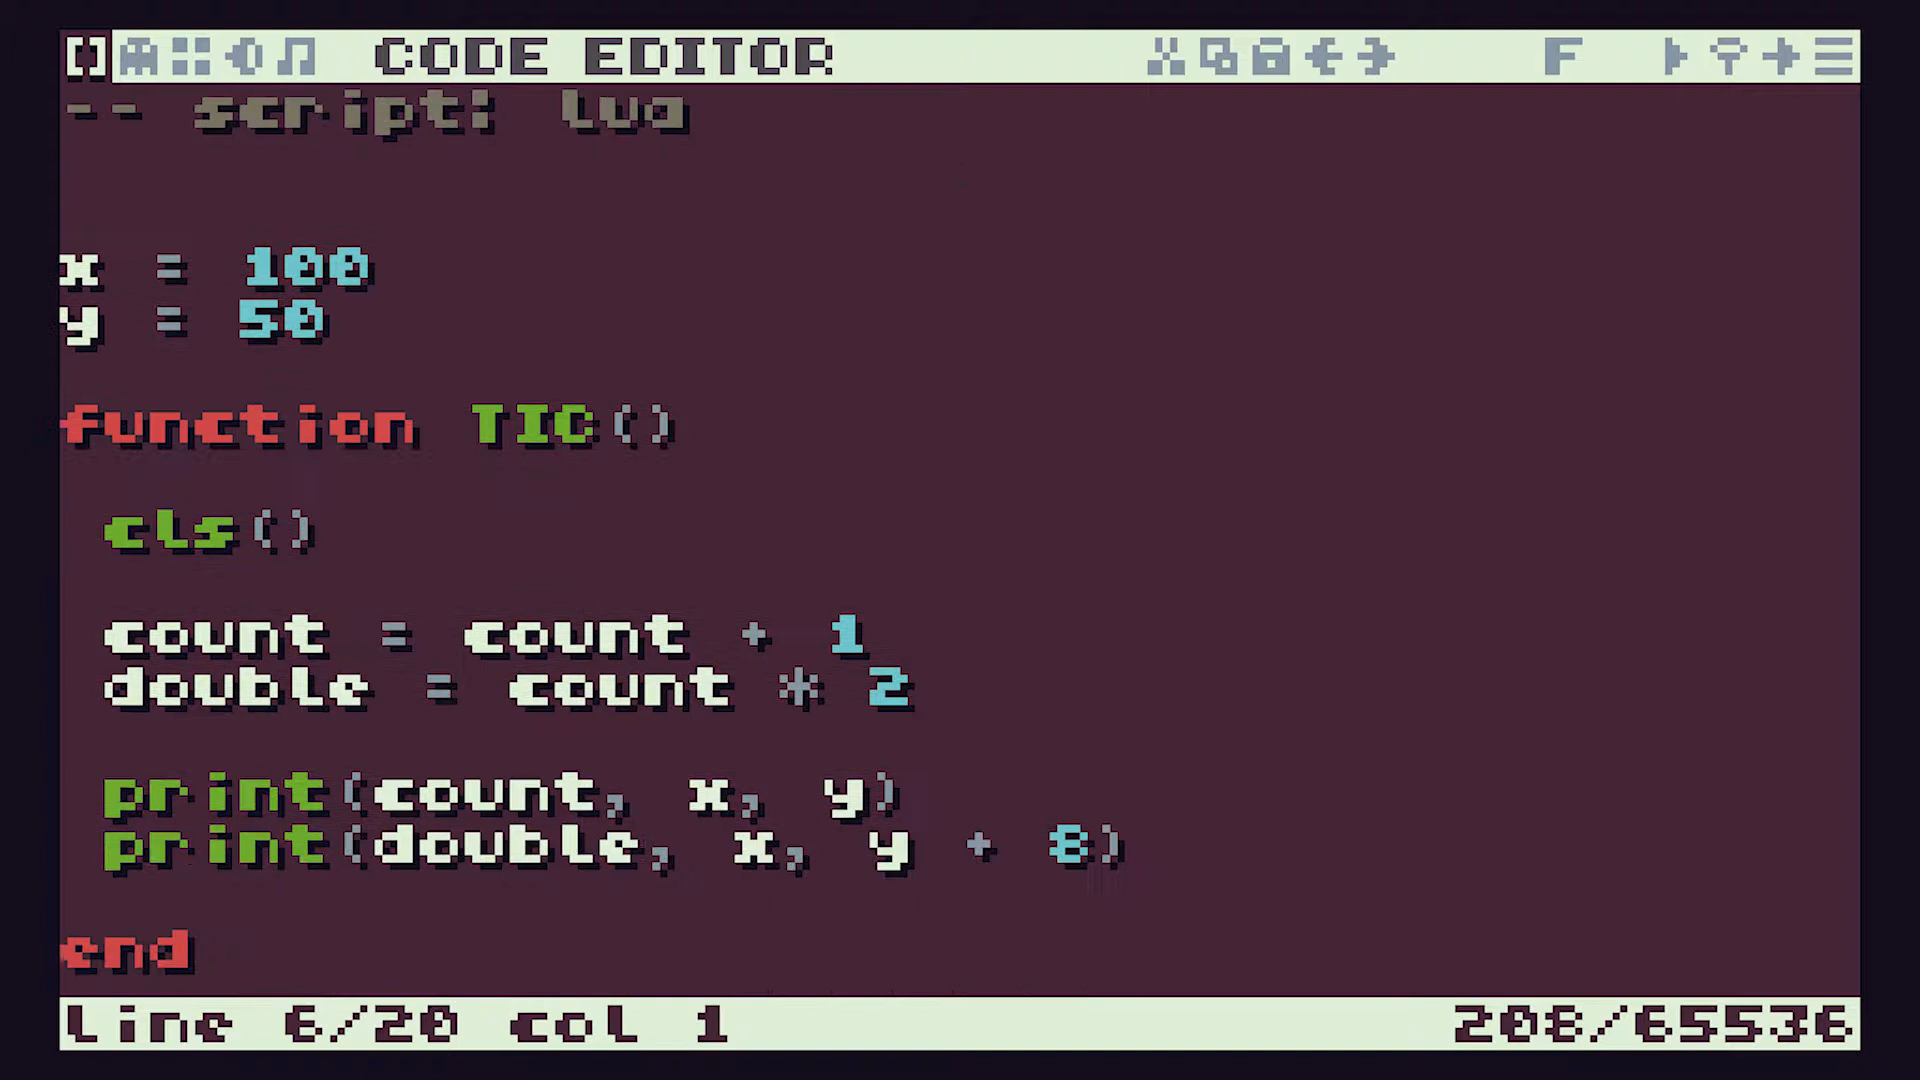 CODE EDITOR F
-- script: lua
x = 100
y = 50
function TIC()
cls()
count = count + 1
double = count * 2
print(count, x, y)
print(double, x, y + 8)
end
line 6/20 col 1 208/65536